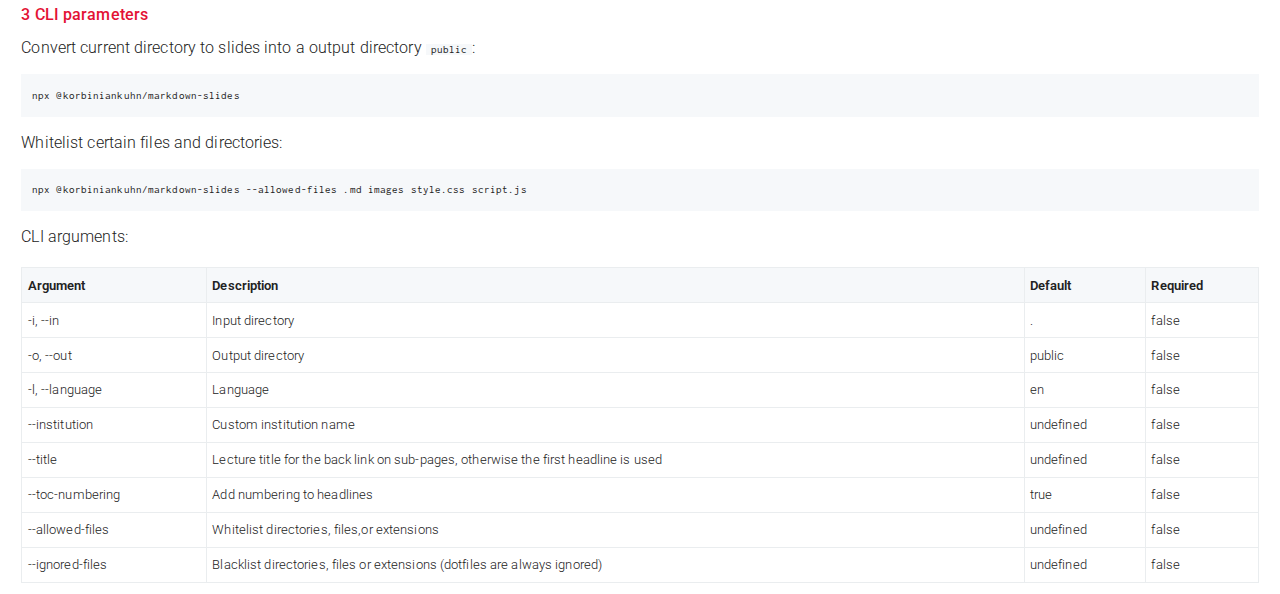 3 CLI parameters
Convert current directory to slides into a output directory public :
npx @korbiniankuhn/markdown-slides
Whitelist certain files and directories:
npx @korbiniankuhn/markdown-slides --allowed-files .md images style.css script.js
CLI arguments:
Argument Description Default Required
-i, --in Input directory . false
-o, --out Output directory public false
-l, --language Language en false
--institution Custom institution name undefined false
--title Lecture title for the back link on sub-pages, otherwise the first headline is used undefined false
--toc-numbering Add numbering to headlines true false
--allowed-files Whitelist directories, files,or extensions undefined false
--ignored-files Blacklist directories, files or extensions (dotfiles are always ignored) undefined false